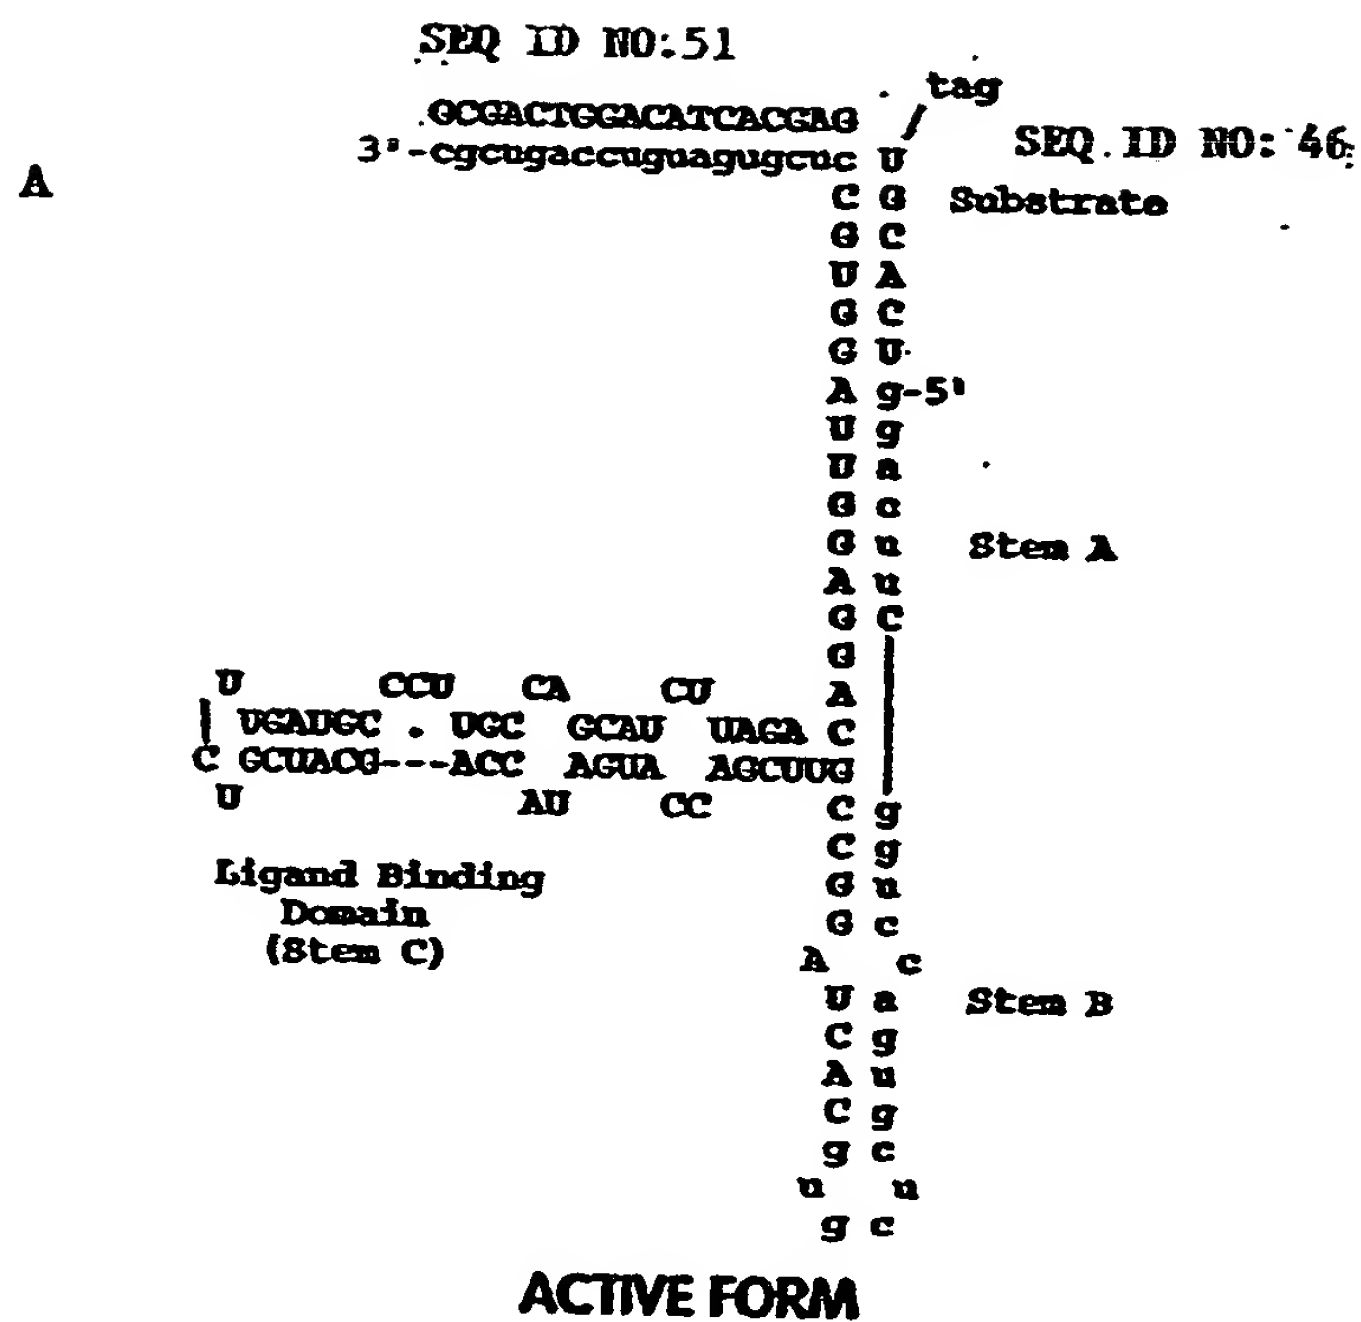 SEQ ID NO:51
tag
GCGACTGGACATCACGAG
SEQ ID NO: 46
3'-cgcugaccuguagugcuc U
A
C G Substrate
G C
U A
G C
G U
A g-5'
U g
U a
G c
G u Stem A
A u
G C
G
U CCU CA CU A
UGAUGC . UGC GCAU UAGA C
C GCUACG---ACC AGUA AGCUUG
U AU CC C g
C g
Ligand Binding G u
Domain G c
(Stem C) A c
U a Stem B
C g
A u
C g
g c
u u
g c
ACTIVE FORM